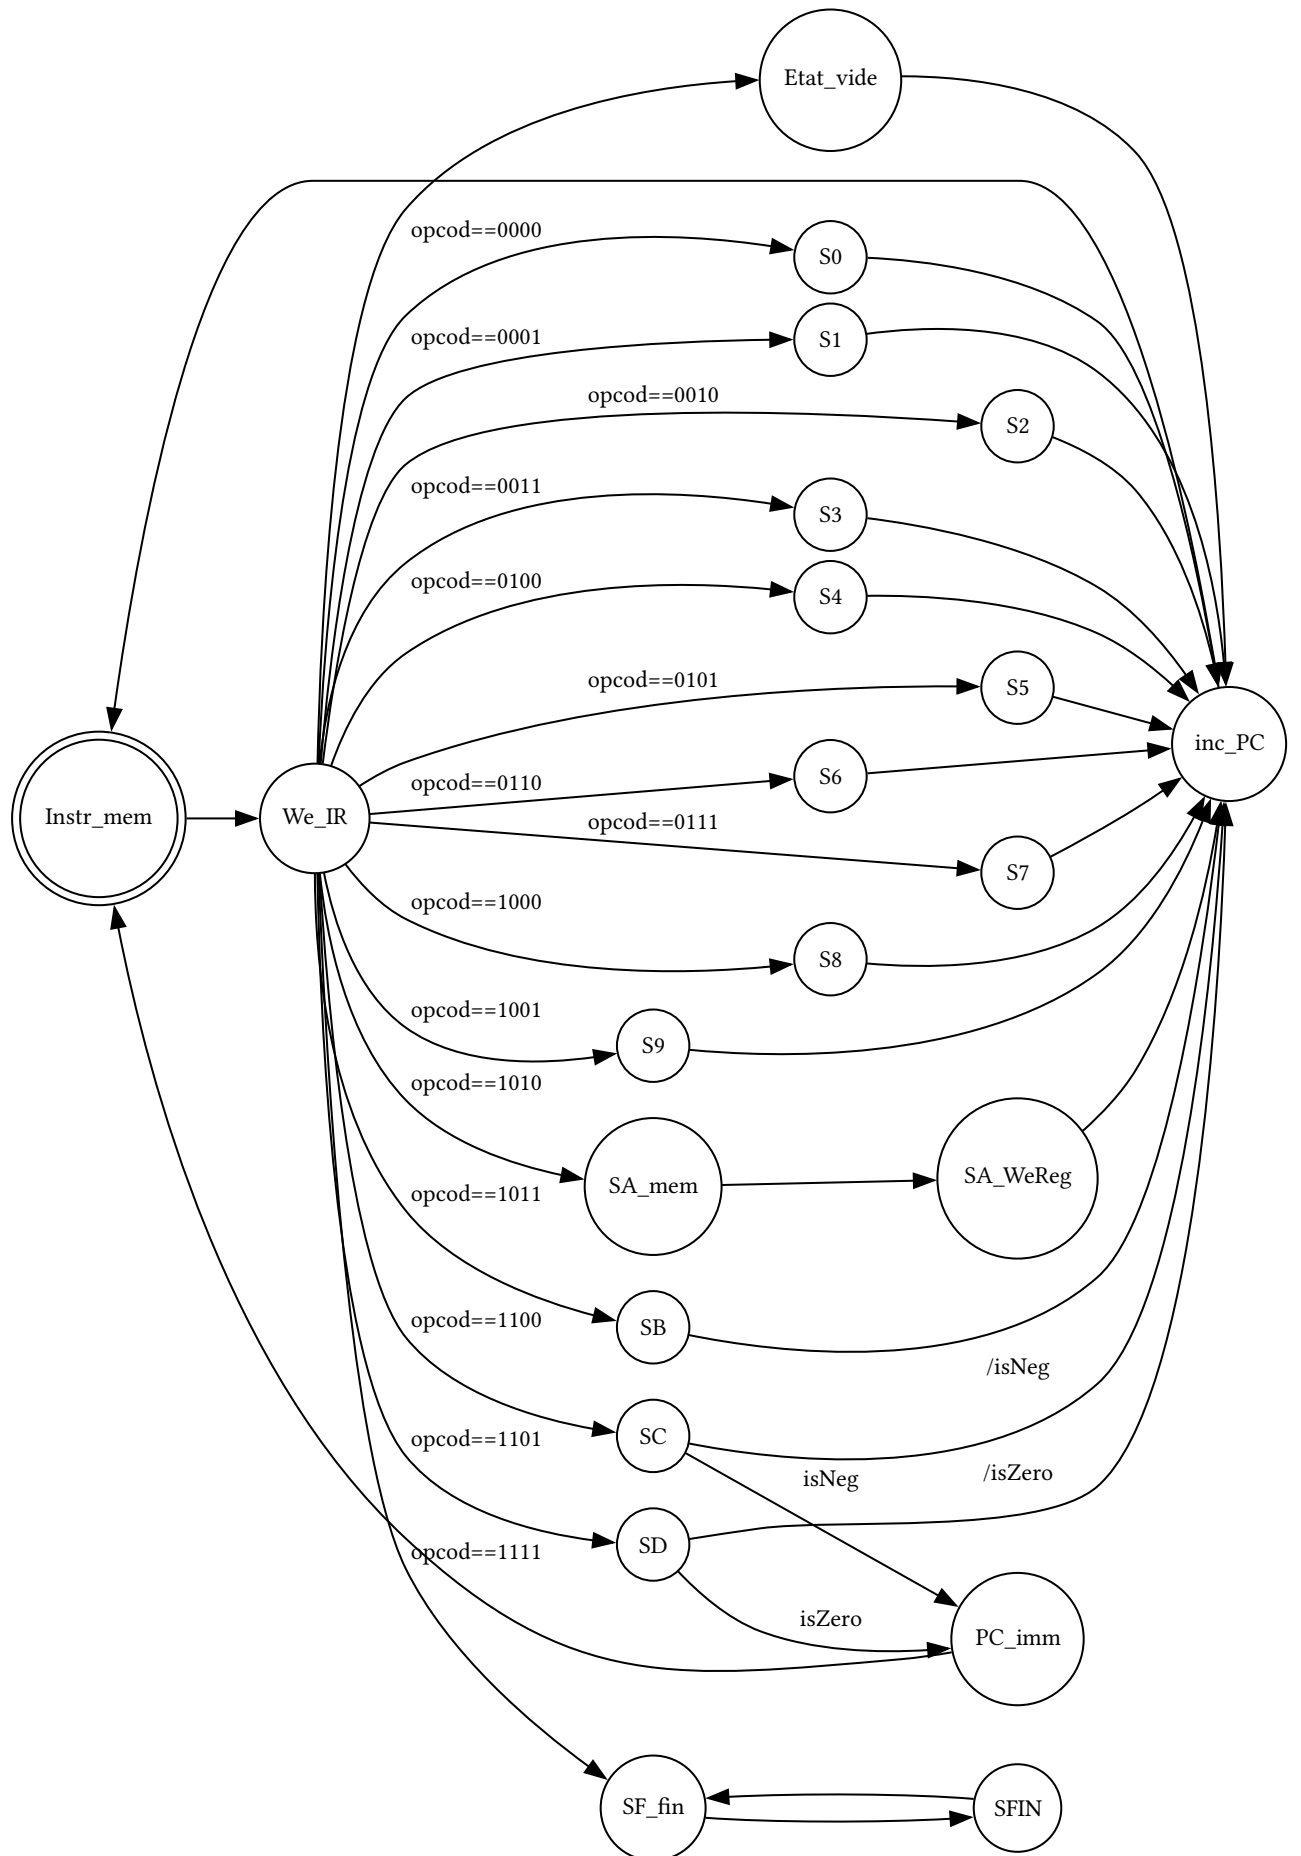 Etat_vide
opcod==0000
S0
opcod==0001
S1
opcod==0010
S2
opcod==0011
S3
opcod==0100
S4
opcod==0101
S5
inc_PC
opcod==0110
S6
Instr_mem
We_IR
opcod==0111
S7
opcod==1000
S8
opcod==1001
S9
opcod==1010
SA_mem
SA_WeReg
opcod==1011
SB
opcod==1100
/isNeg
SC
opcod==1101
isNeg
/isZero
SD
opcod==1111
isZero
PC_imm
SF_fin
SFIN